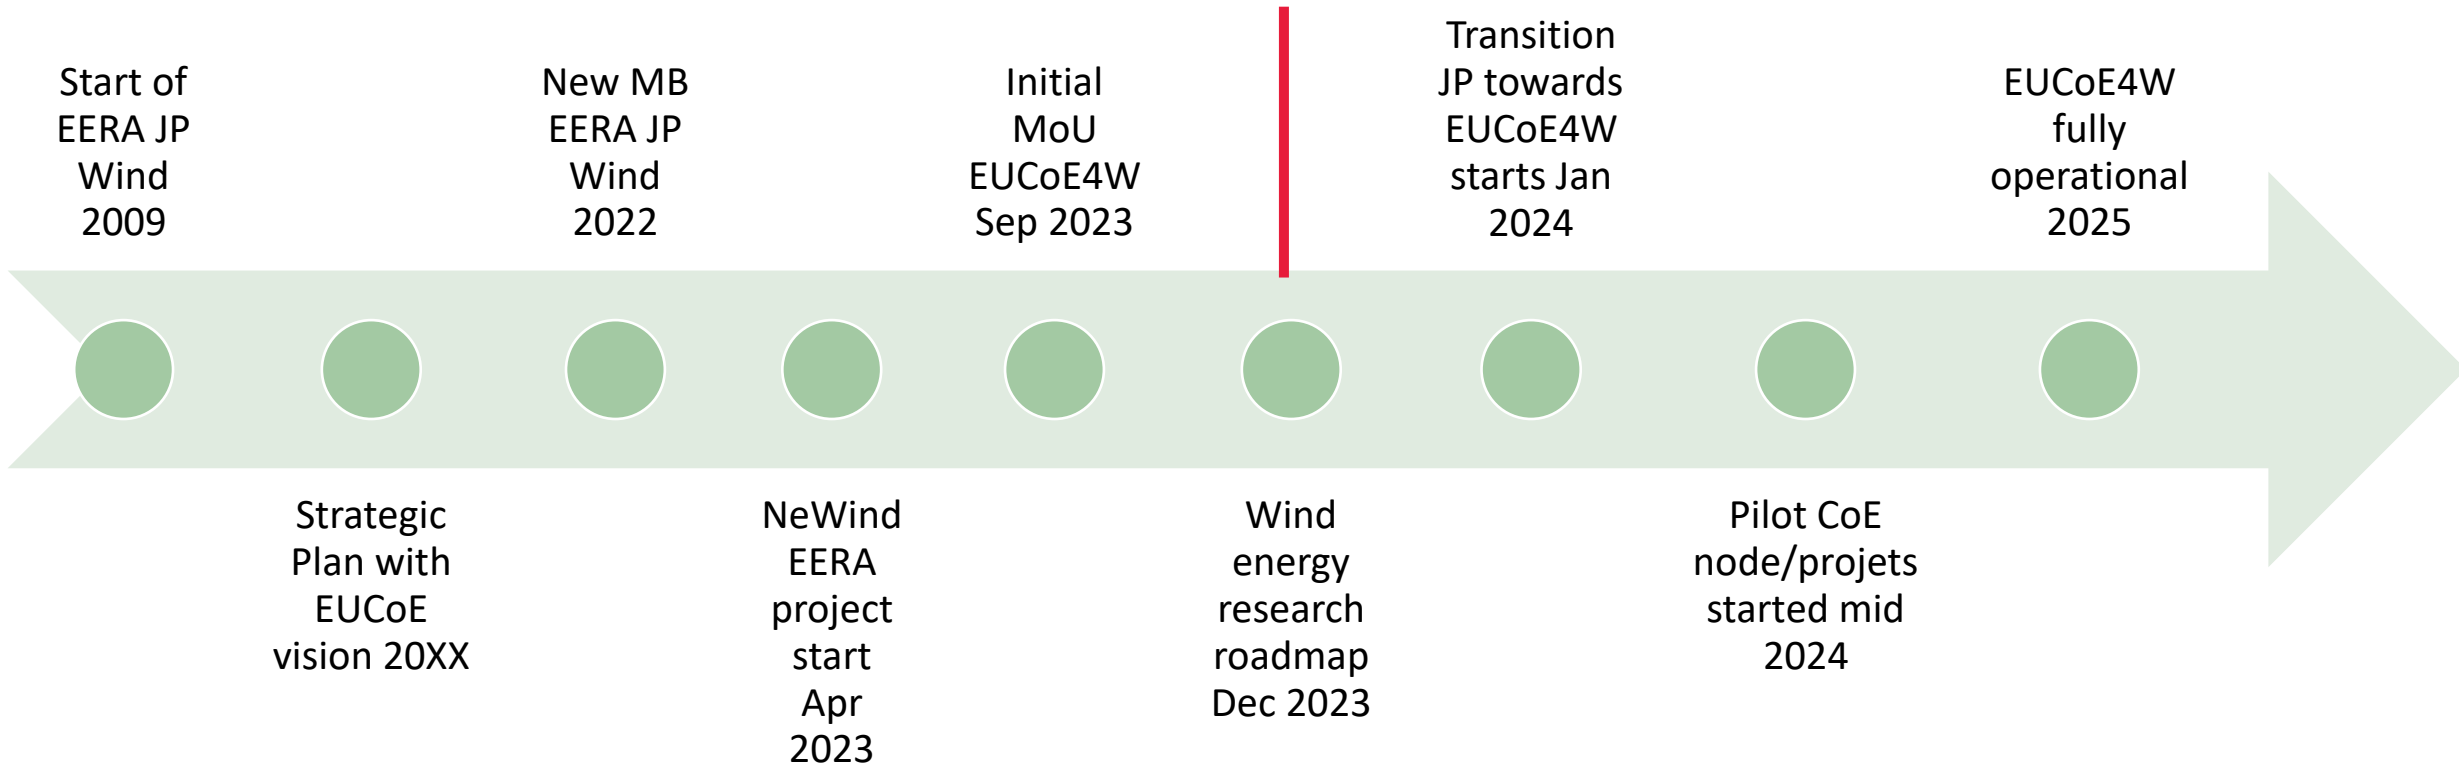 Start of
EERA JP
Wind
2009
Strategic
Plan with
EUCoE
vision 20XX
New MB
EERA JP
Wind
2022
NeWind
EERA
project
start
Apr
2023
Initial
MoU
EUCoE4W
Sep 2023
Wind
energy
research
roadmap
Dec 2023
Transition
JP towards
EUCoE4W
starts Jan
2024
Pilot CoE
node/projets
started mid
2024
EUCoE4W
fully
operational
2025